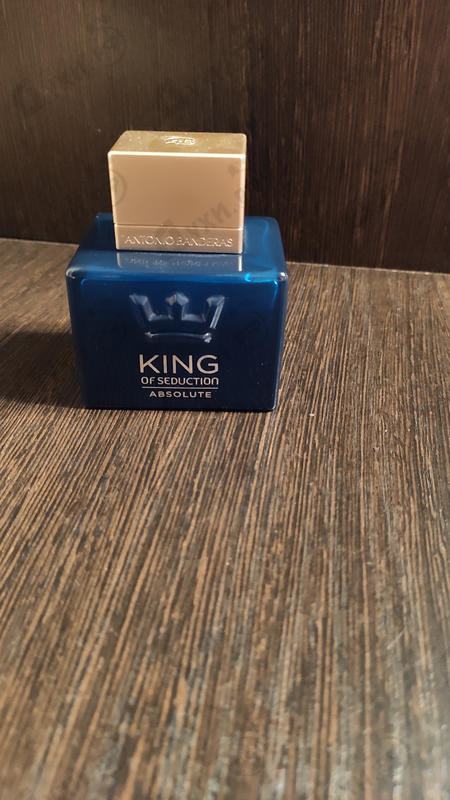 ANTONIO BANDERAS
KING
OF SEDUCTION
ABSOLUTE